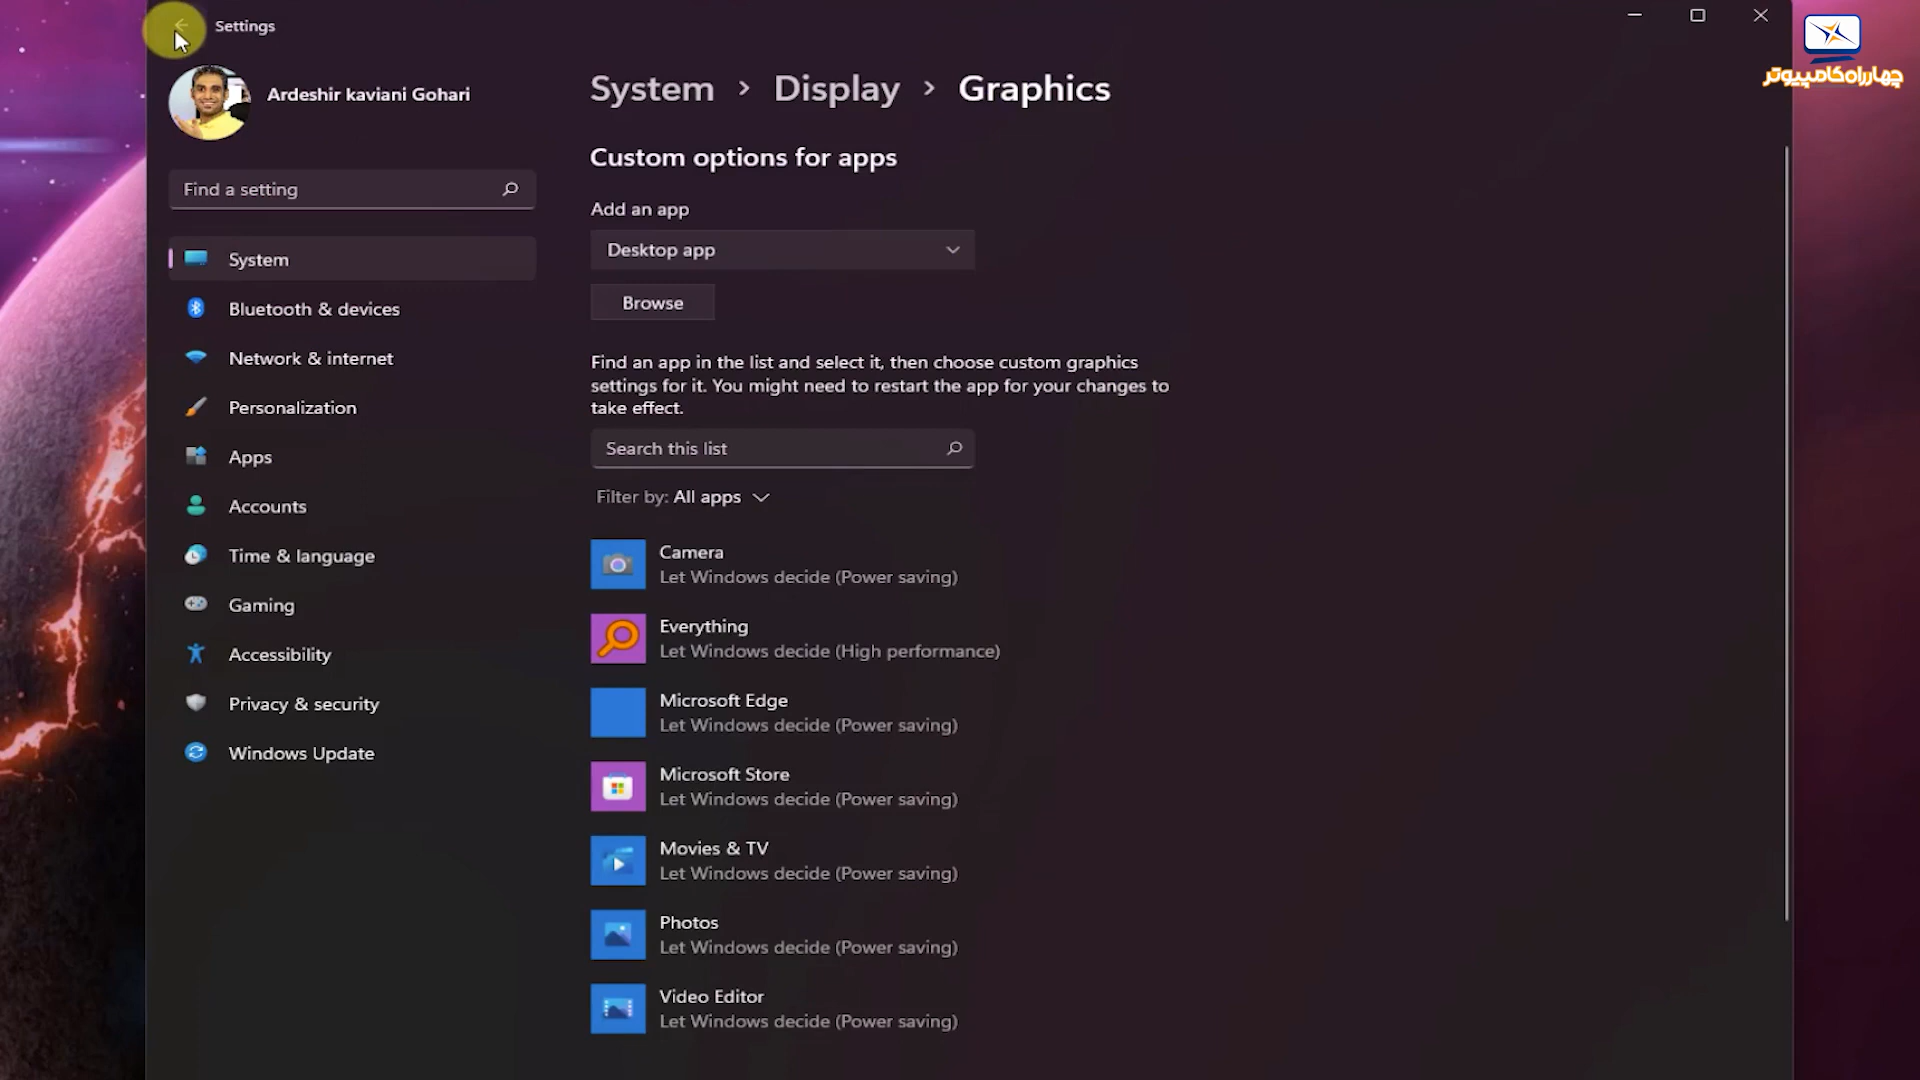 Settings
چهارراه کامپیوتر
Ardeshir kaviani Gohari
Find a setting
System
Bluetooth & devices
Network & internet
Personalization
Apps
Accounts
Time & language
Gaming
Accessibility
Privacy & security
Windows Update
System > Display > Graphics
Custom options for apps
Add an app
Desktop app
Browse
Find an app in the list and select it, then choose custom graphics
settings for it. You might need to restart the app for your changes to
take effect.
Search this list
Filter by: All apps
Camera
Let Windows decide (Power saving)
Everything
Let Windows decide (High performance)
Microsoft Edge
Let Windows decide (Power saving)
Microsoft Store
Let Windows decide (Power saving)
Movies & TV
Let Windows decide (Power saving)
Photos
Let Windows decide (Power saving)
Video Editor
Let Windows decide (Power saving)